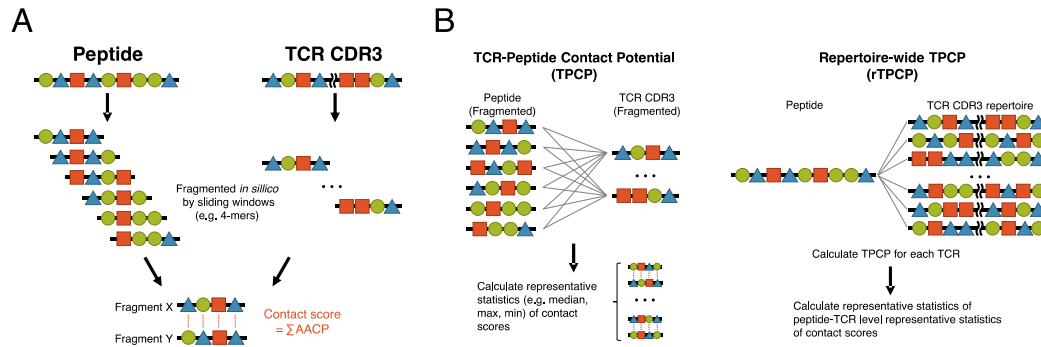 A
Peptide
TCR CDR3
Fragmented in sillico
by sliding windows
(e.g. 4-mers)
Fragment X
Fragment Y
Contact score
= ∑AACP
B
TCR-Peptide Contact Potential
(TPCP)
Peptide
(Fragmented)
TCR CDR3
(Fragmented)
Calculate representative
statistics (e.g. median,
max, min) of contact
scores
Repertoire-wide TPCP
(rTPCP)
Peptide
TCR CDR3 repertoire
Calculate TPCP for each TCR
Calculate representative statistics of
peptide-TCR level representative statistics
of contact scores